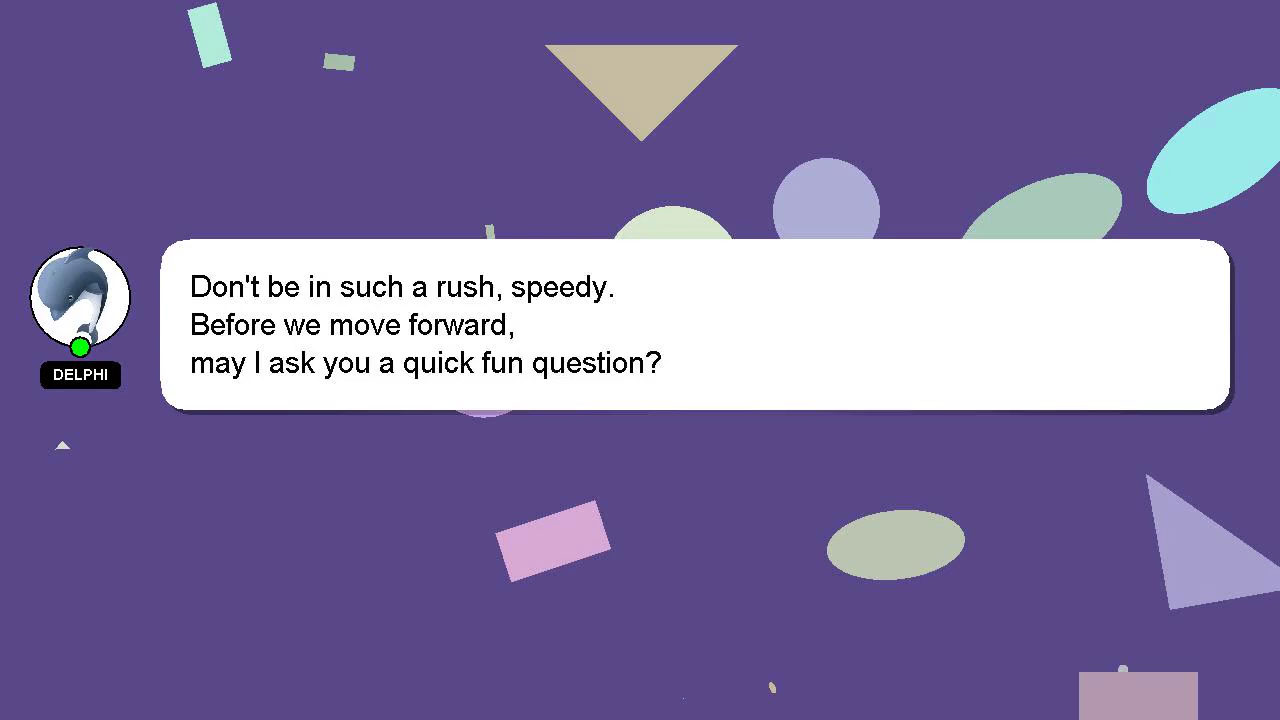 Don't be in such a rush, speedy.
Before we move forward,
may I ask you a quick fun question?
DELPHI